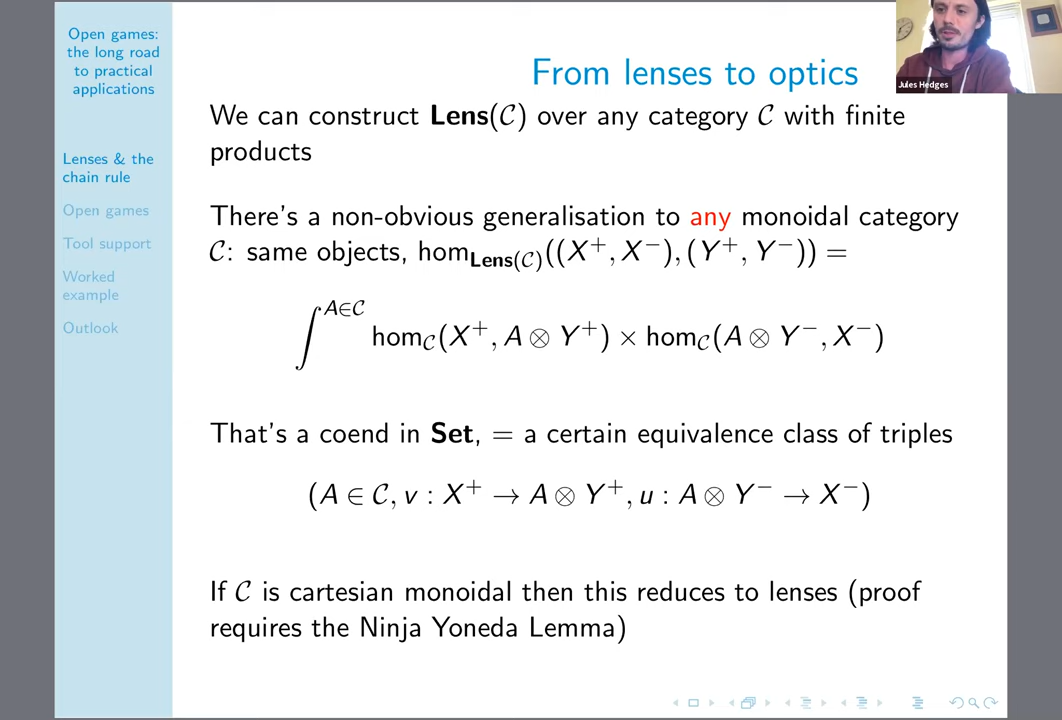 Open games:
the long road
to practical
applications
Lenses & the
chain rule
Open games
Tool support
Worked
example
Outlook
From lenses to optics
Jules Hedges
We can construct Lens(𝒞) over any category 𝒞 with finite
products
There's a non-obvious generalisation to any monoidal category
𝒞: same objects, hom_Lens(𝒞)((X⁺, X⁻), (Y⁺, Y⁻)) =
∫^{A∈𝒞} hom_𝒞(X⁺, A ⊗ Y⁺) × hom_𝒞(A ⊗ Y⁻, X⁻)
That's a coend in Set, = a certain equivalence class of triples
(A ∈ 𝒞, v : X⁺ → A ⊗ Y⁺, u : A ⊗ Y⁻ → X⁻)
If 𝒞 is cartesian monoidal then this reduces to lenses (proof
requires the Ninja Yoneda Lemma)